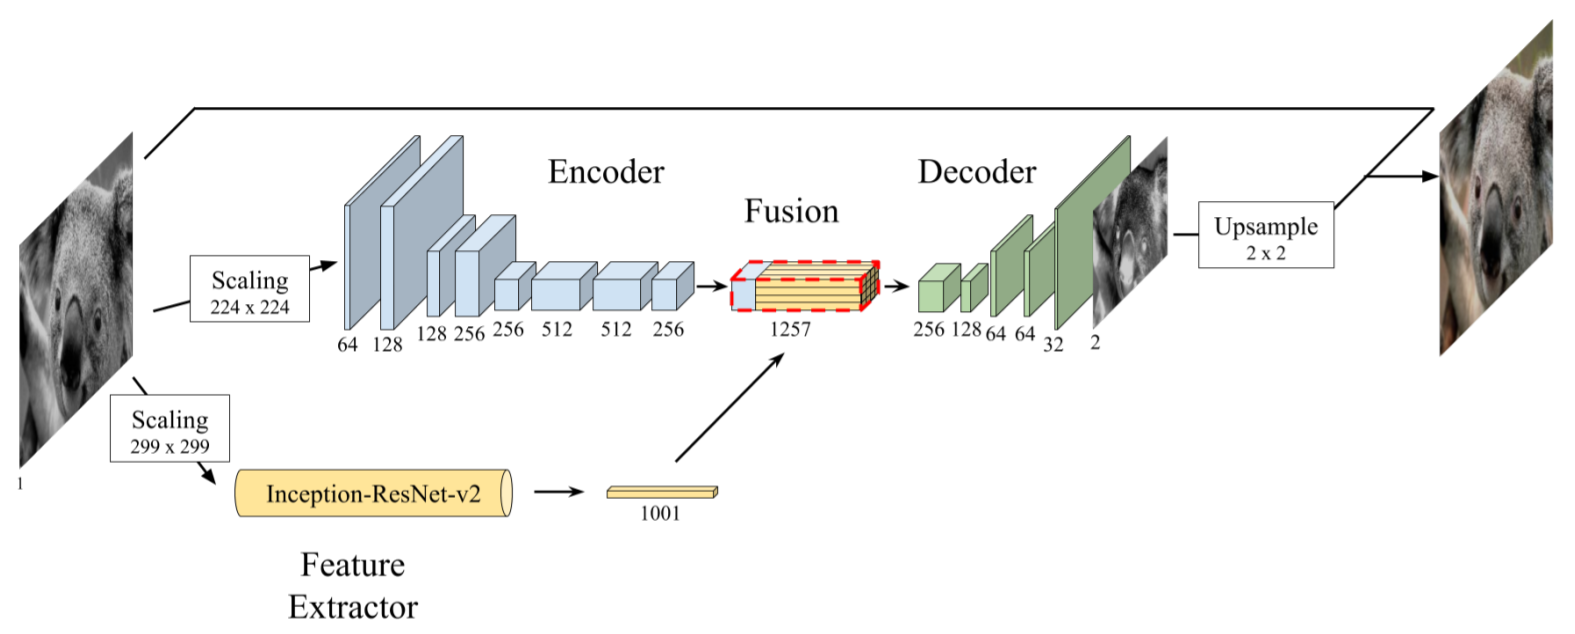 Encoder
Decoder
Fusion
Upsample
2 x 2
Scaling
224 x 224
64
128
128
256
256
512
512
256
1257
256
128
64
64
32
2
Scaling
299 x 299
1
Inception-ResNet-v2
1001
Feature
Extractor